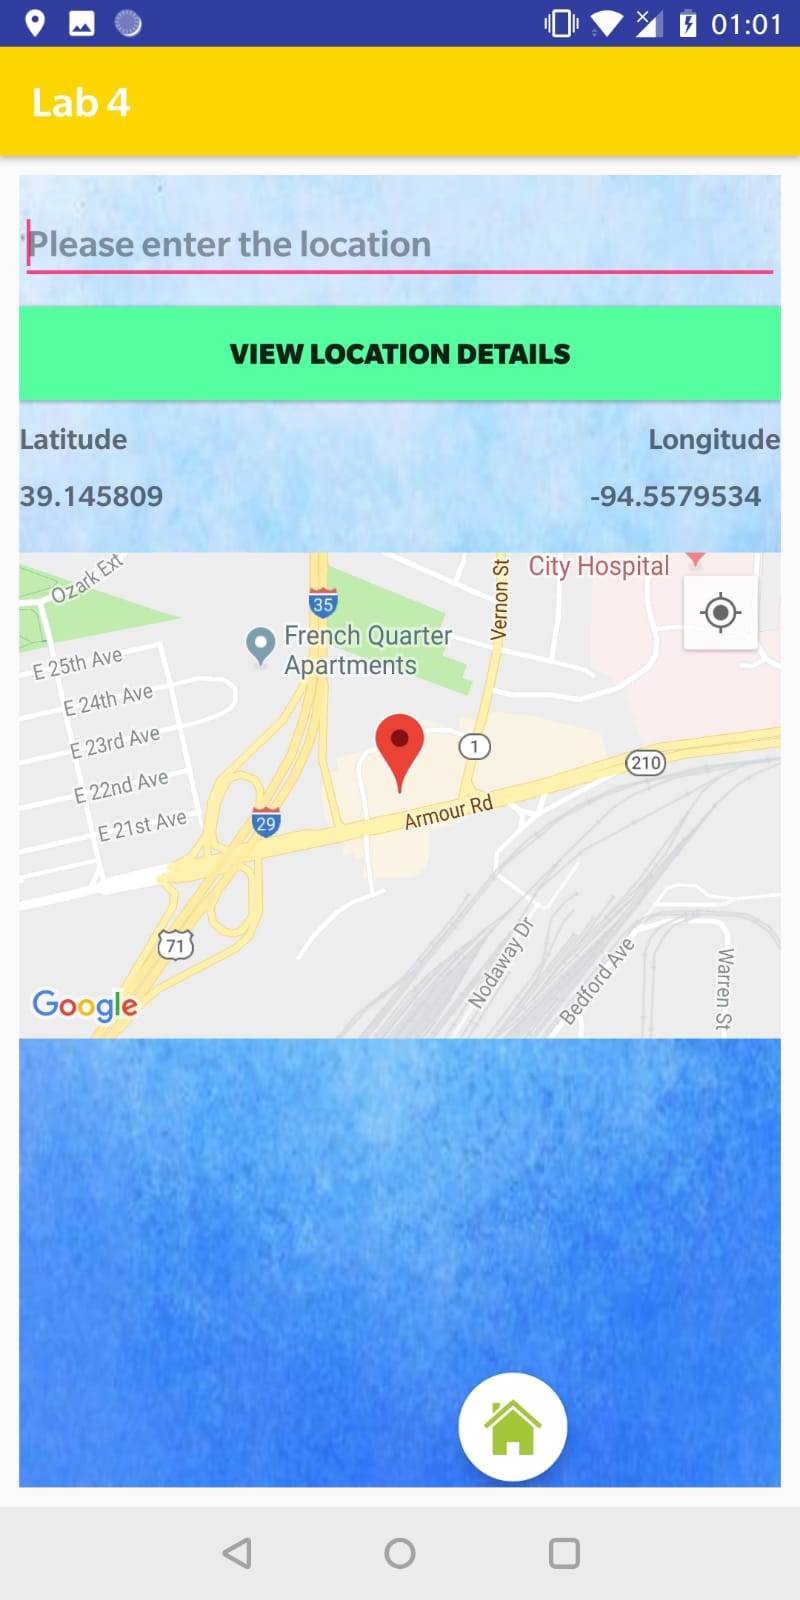 01:01
Lab 4
Please enter the location
VIEW LOCATION DETAILS
Latitude
Longitude
39.145809
-94.5579534
Ozark Ext
35
Vernon St
City Hospital
French Quarter
Apartments
E 25th Ave
E 24th Ave
E 23rd Ave
E 22nd Ave
E 21st Ave
1
210
Armour Rd
29
71
Nodaway Dr
Bedford Ave
Warren St
Google